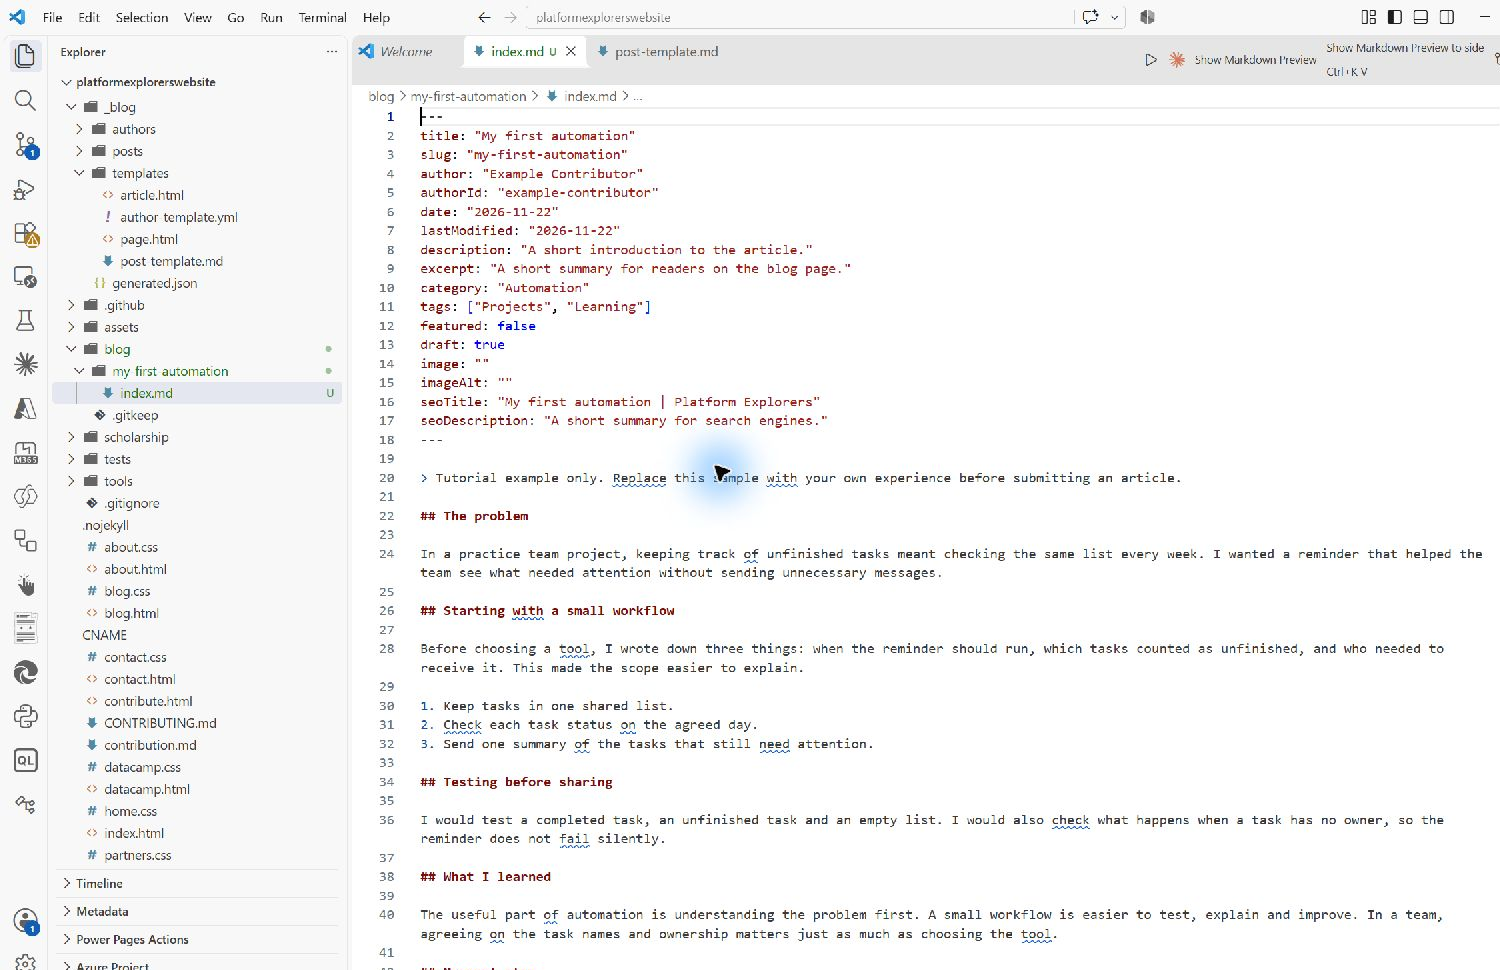 File Edit Selection View Go Run Terminal Help
platformexplorerswebsite
Explorer
Welcome
index.md U
post-template.md
Show Markdown Preview
Show Markdown Preview to side
Ctrl+K V
platformexplorerswebsite
_blog
authors
posts
templates
article.html
author-template.yml
page.html
post-template.md
generated.json
.github
assets
blog
my-first-automation
index.md U
.gitkeep
scholarship
tests
tools
.gitignore
.nojekyll
about.css
about.html
blog.css
blog.html
CNAME
contact.css
contact.html
contribute.html
CONTRIBUTING.md
contribution.md
datacamp.css
datacamp.html
home.css
index.html
partners.css
Timeline
Metadata
Power Pages Actions
Azure Project
1
M365
QL
1
blog > my-first-automation > index.md > ...
1 ---
2 title: "My first automation"
3 slug: "my-first-automation"
4 author: "Example Contributor"
5 authorId: "example-contributor"
6 date: "2026-11-22"
7 lastModified: "2026-11-22"
8 description: "A short introduction to the article."
9 excerpt: "A short summary for readers on the blog page."
10 category: "Automation"
11 tags: ["Projects", "Learning"]
12 featured: false
13 draft: true
14 image: ""
15 imageAlt: ""
16 seoTitle: "My first automation | Platform Explorers"
17 seoDescription: "A short summary for search engines."
18 ---
19
20 > Tutorial example only. Replace this sample with your own experience before submitting an article.
21
22 ## The problem
23
24 In a practice team project, keeping track of unfinished tasks meant checking the same list every week. I wanted a reminder that helped the
team see what needed attention without sending unnecessary messages.
25
26 ## Starting with a small workflow
27
28 Before choosing a tool, I wrote down three things: when the reminder should run, which tasks counted as unfinished, and who needed to
receive it. This made the scope easier to explain.
29
30 1. Keep tasks in one shared list.
31 2. Check each task status on the agreed day.
32 3. Send one summary of the tasks that still need attention.
33
34 ## Testing before sharing
35
36 I would test a completed task, an unfinished task and an empty list. I would also check what happens when a task has no owner, so the
reminder does not fail silently.
37
38 ## What I learned
39
40 The useful part of automation is understanding the problem first. A small workflow is easier to test, explain and improve. In a team,
agreeing on the task names and ownership matters just as much as choosing the tool.
41